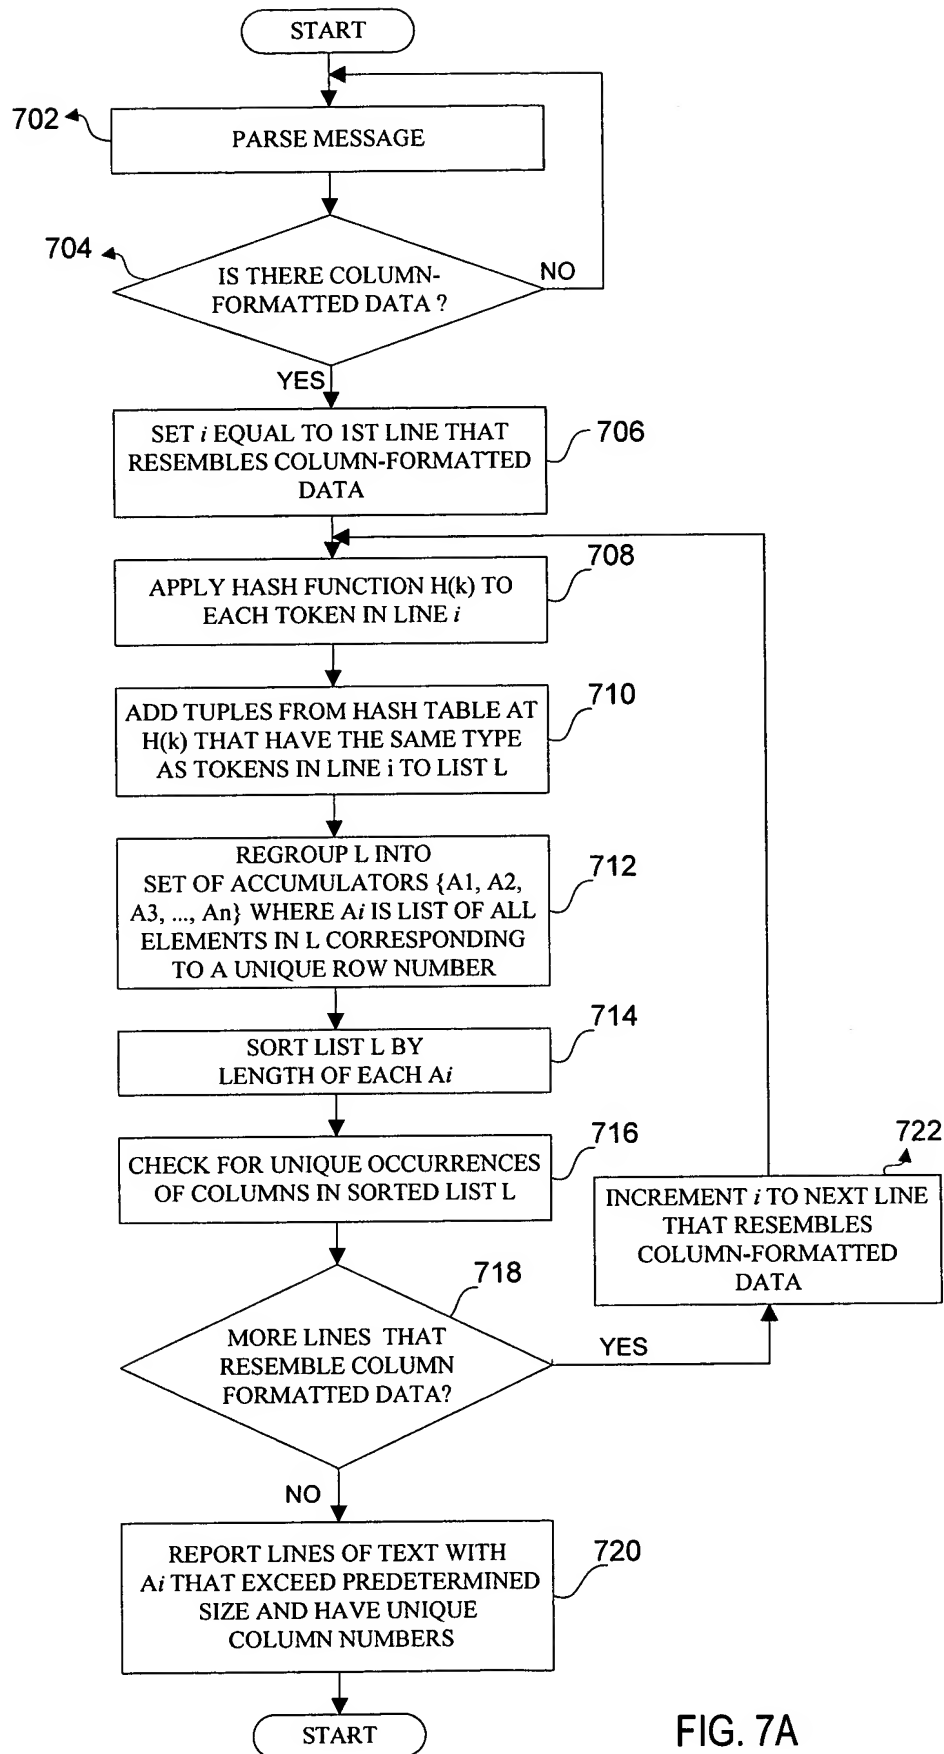 START
702
PARSE MESSAGE
704
IS THERE COLUMN-
FORMATTED DATA ?
NO
YES
SET i EQUAL TO 1ST LINE THAT
RESEMBLES COLUMN-FORMATTED
DATA
706
APPLY HASH FUNCTION H(k) TO
EACH TOKEN IN LINE i
708
ADD TUPLES FROM HASH TABLE AT
H(k) THAT HAVE THE SAME TYPE
AS TOKENS IN LINE i TO LIST L
710
REGROUP L INTO
SET OF ACCUMULATORS {A1, A2,
A3, ..., An} WHERE Ai IS LIST OF ALL
ELEMENTS IN L CORRESPONDING
TO A UNIQUE ROW NUMBER
712
SORT LIST L BY
LENGTH OF EACH Ai
714
CHECK FOR UNIQUE OCCURRENCES
OF COLUMNS IN SORTED LIST L
716
722
INCREMENT i TO NEXT LINE
THAT RESEMBLES
COLUMN-FORMATTED
DATA
718
MORE LINES THAT
RESEMBLE COLUMN
FORMATTED DATA?
YES
NO
REPORT LINES OF TEXT WITH
Ai THAT EXCEED PREDETERMINED
SIZE AND HAVE UNIQUE
COLUMN NUMBERS
720
START
FIG. 7A